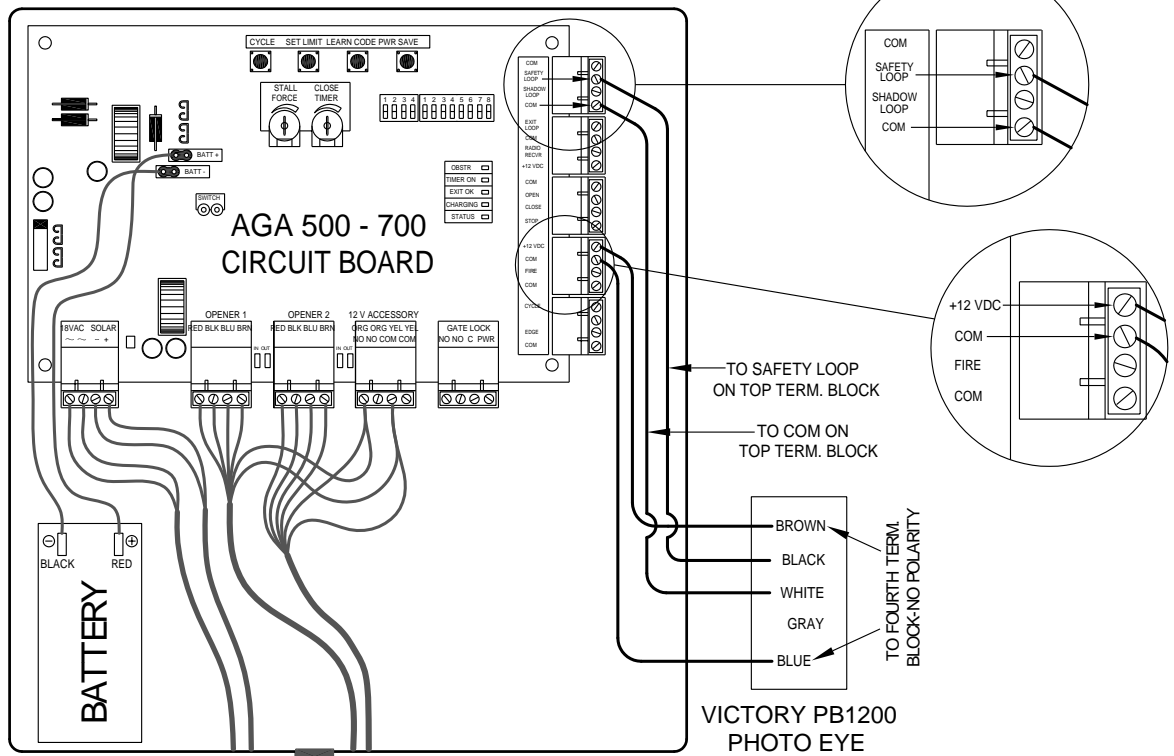 CYCLE SET LIMIT LEARN CODE PWR SAVE
STALL
FORCE
CLOSE
TIMER
1 2 3 4 1 2 3 4 5 6 7 8
BATT +
BATT -
SWITCH
OBSTR
TIMER ON
EXIT OK
CHARGING
STATUS
AGA 500 - 700
CIRCUIT BOARD
COM
SAFETY
LOOP
SHADOW
LOOP
COM
EXIT
LOOP
COM
RADIO
RECVR
+12 VDC
COM
OPEN
CLOSE
STOP
+12 VDC
COM
FIRE
COM
CYCLE
EDGE
COM
18VAC SOLAR
~ ~ - +
OPENER 1
RED BLK BLU BRN
IN OUT
OPENER 2
RED BLK BLU BRN
IN OUT
12 V ACCESSORY
ORG ORG YEL YEL
NO NO COM COM
GATE LOCK
NO NO C PWR
COM
SAFETY
LOOP
SHADOW
LOOP
COM
+12 VDC
COM
FIRE
COM
TO SAFETY LOOP
ON TOP TERM. BLOCK
TO COM ON
TOP TERM. BLOCK
BROWN
BLACK
WHITE
GRAY
BLUE
TO FOURTH TERM.
BLOCK-NO POLARITY
VICTORY PB1200
PHOTO EYE
- +
BLACK RED
BATTERY